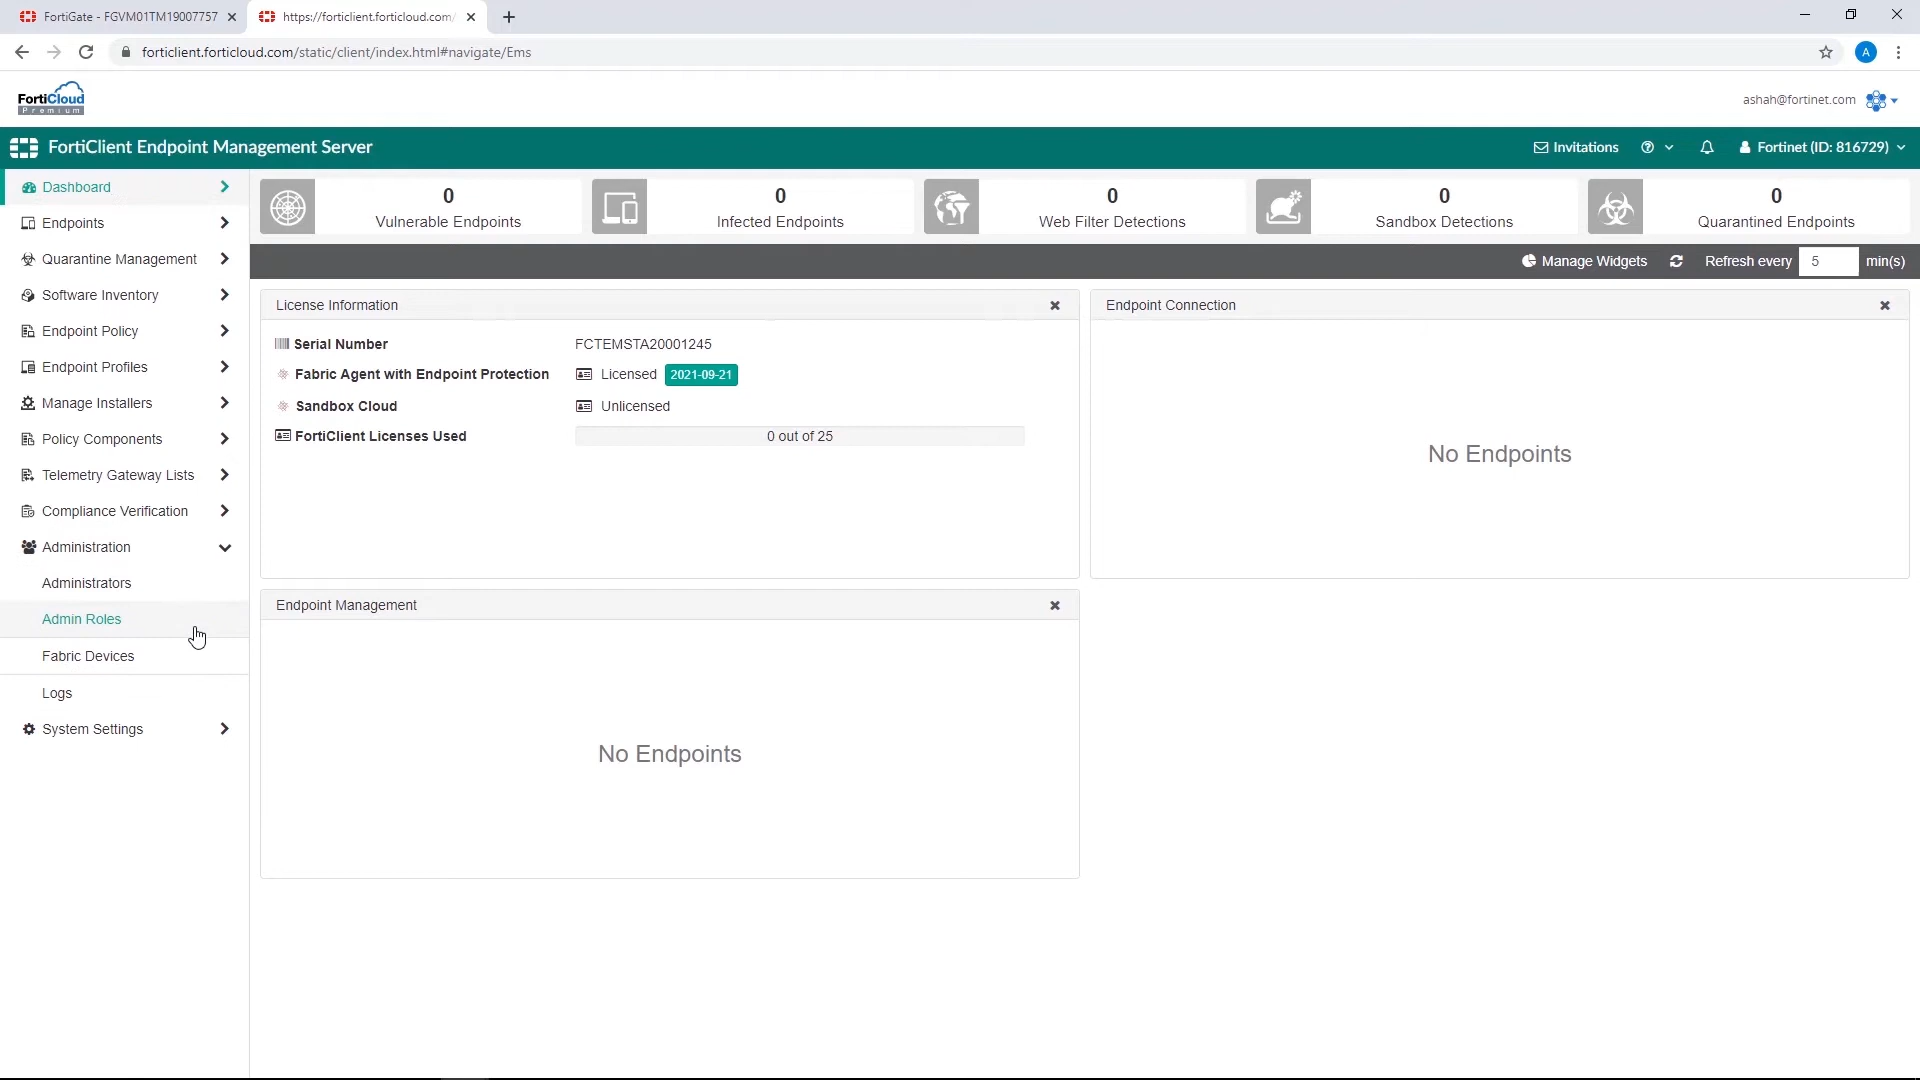 FortiGate - FGVM01TM19007757
https://forticlient.forticloud.com/
forticlient.forticloud.com/static/client/index.html#navigate/Ems
A
FortiCloud
Premium
ashah@fortinet.com
FortiClient Endpoint Management Server
Invitations
Fortinet (ID: 816729)
Dashboard
Endpoints
Quarantine Management
Software Inventory
Endpoint Policy
Endpoint Profiles
Manage Installers
Policy Components
Telemetry Gateway Lists
Compliance Verification
Administration
Administrators
Admin Roles
Fabric Devices
Logs
System Settings
0
Vulnerable Endpoints
0
Infected Endpoints
0
Web Filter Detections
0
Sandbox Detections
0
Quarantined Endpoints
Manage Widgets Refresh every 5 min(s)
License Information
Serial Number FCTEMSTA20001245
Fabric Agent with Endpoint Protection Licensed 2021-09-21
Sandbox Cloud Unlicensed
FortiClient Licenses Used 0 out of 25
Endpoint Connection
No Endpoints
Endpoint Management
No Endpoints